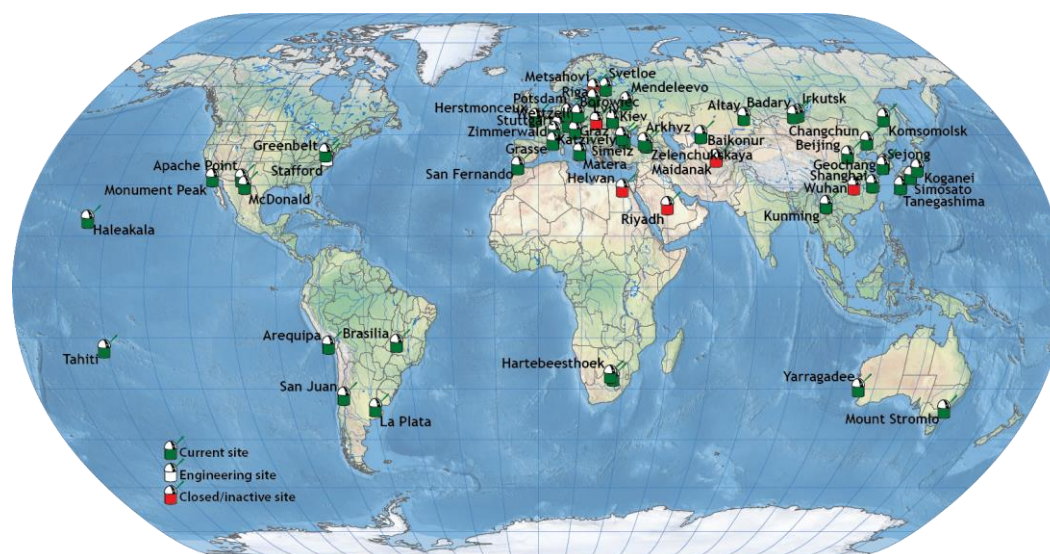 Metsahovi
Svetloe
Mendeleevo
Riga
Potsdam
Borowiec
Herstmonceux
Wettzell
Lviv
Kiev
Stuttgart
Zimmerwald
Graz
Katzively
Grasse
Simeiz
Matera
San Fernando
Arkhyz
Zelenchukskaya
Baikonur
Maidanak
Altay
Badary
Irkutsk
Changchun
Beijing
Komsomolsk
Geochang
Sejong
Shanghai
Wuhan
Koganei
Simosato
Tanegashima
Kunming
Helwan
Riyadh
Greenbelt
Stafford
Apache Point
Monument Peak
McDonald
Haleakala
Tahiti
Arequipa
Brasilia
San Juan
La Plata
Hartebeesthoek
Yarragadee
Mount Stromlo
Current site
Engineering site
Closed/inactive site